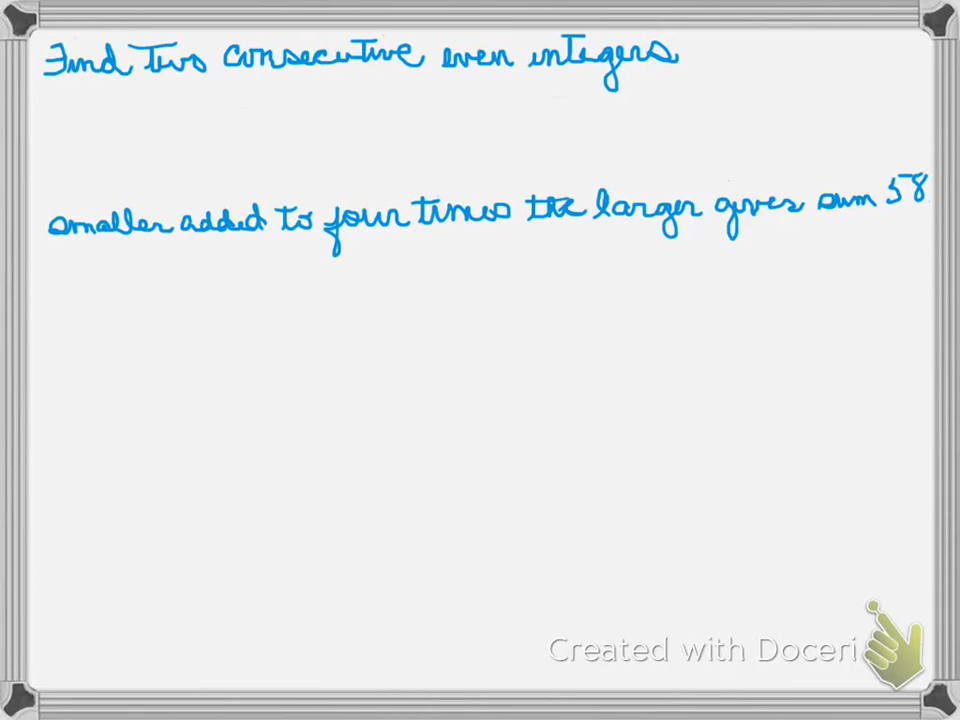 Find Two consecutive even integers
smaller added to four times the larger gives sum 58
Created with Doceri